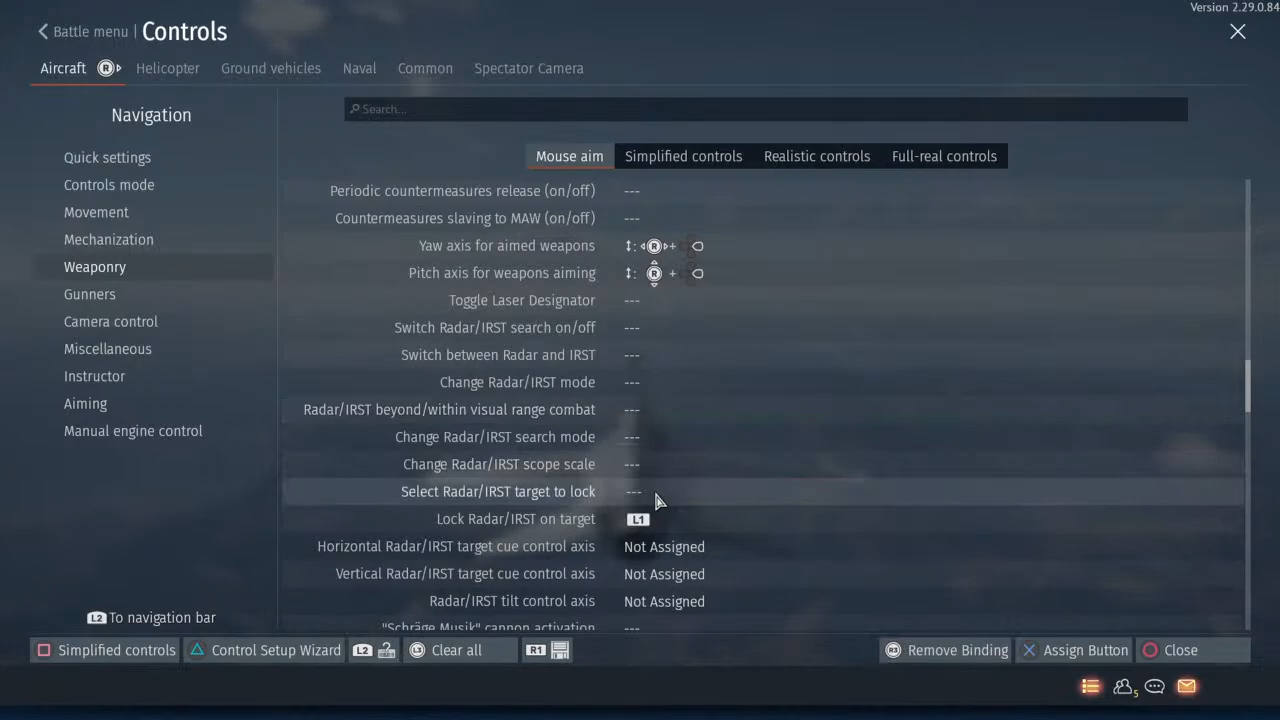 Version 2.29.0.84
Battle menu | Controls
Aircraft R Helicopter Ground vehicles Naval Common Spectator Camera
Navigation
Search...
Mouse aim Simplified controls Realistic controls Full-real controls
Quick settings
Controls mode
Movement
Mechanization
Weaponry
Gunners
Camera control
Miscellaneous
Instructor
Aiming
Manual engine control
Periodic countermeasures release (on/off) ---
Countermeasures slaving to MAW (on/off) ---
Yaw axis for aimed weapons : R +
Pitch axis for weapons aiming : R +
Toggle Laser Designator ---
Switch Radar/IRST search on/off ---
Switch between Radar and IRST ---
Change Radar/IRST mode ---
Radar/IRST beyond/within visual range combat ---
Change Radar/IRST search mode ---
Change Radar/IRST scope scale ---
Select Radar/IRST target to lock ---
Lock Radar/IRST on target L1
Horizontal Radar/IRST target cue control axis Not Assigned
Vertical Radar/IRST target cue control axis Not Assigned
Radar/IRST tilt control axis Not Assigned
"Schräge Musik" cannon activation ---
L2 To navigation bar
Simplified controls Control Setup Wizard L2 L Clear all R1 R3 Remove Binding Assign Button Close
5